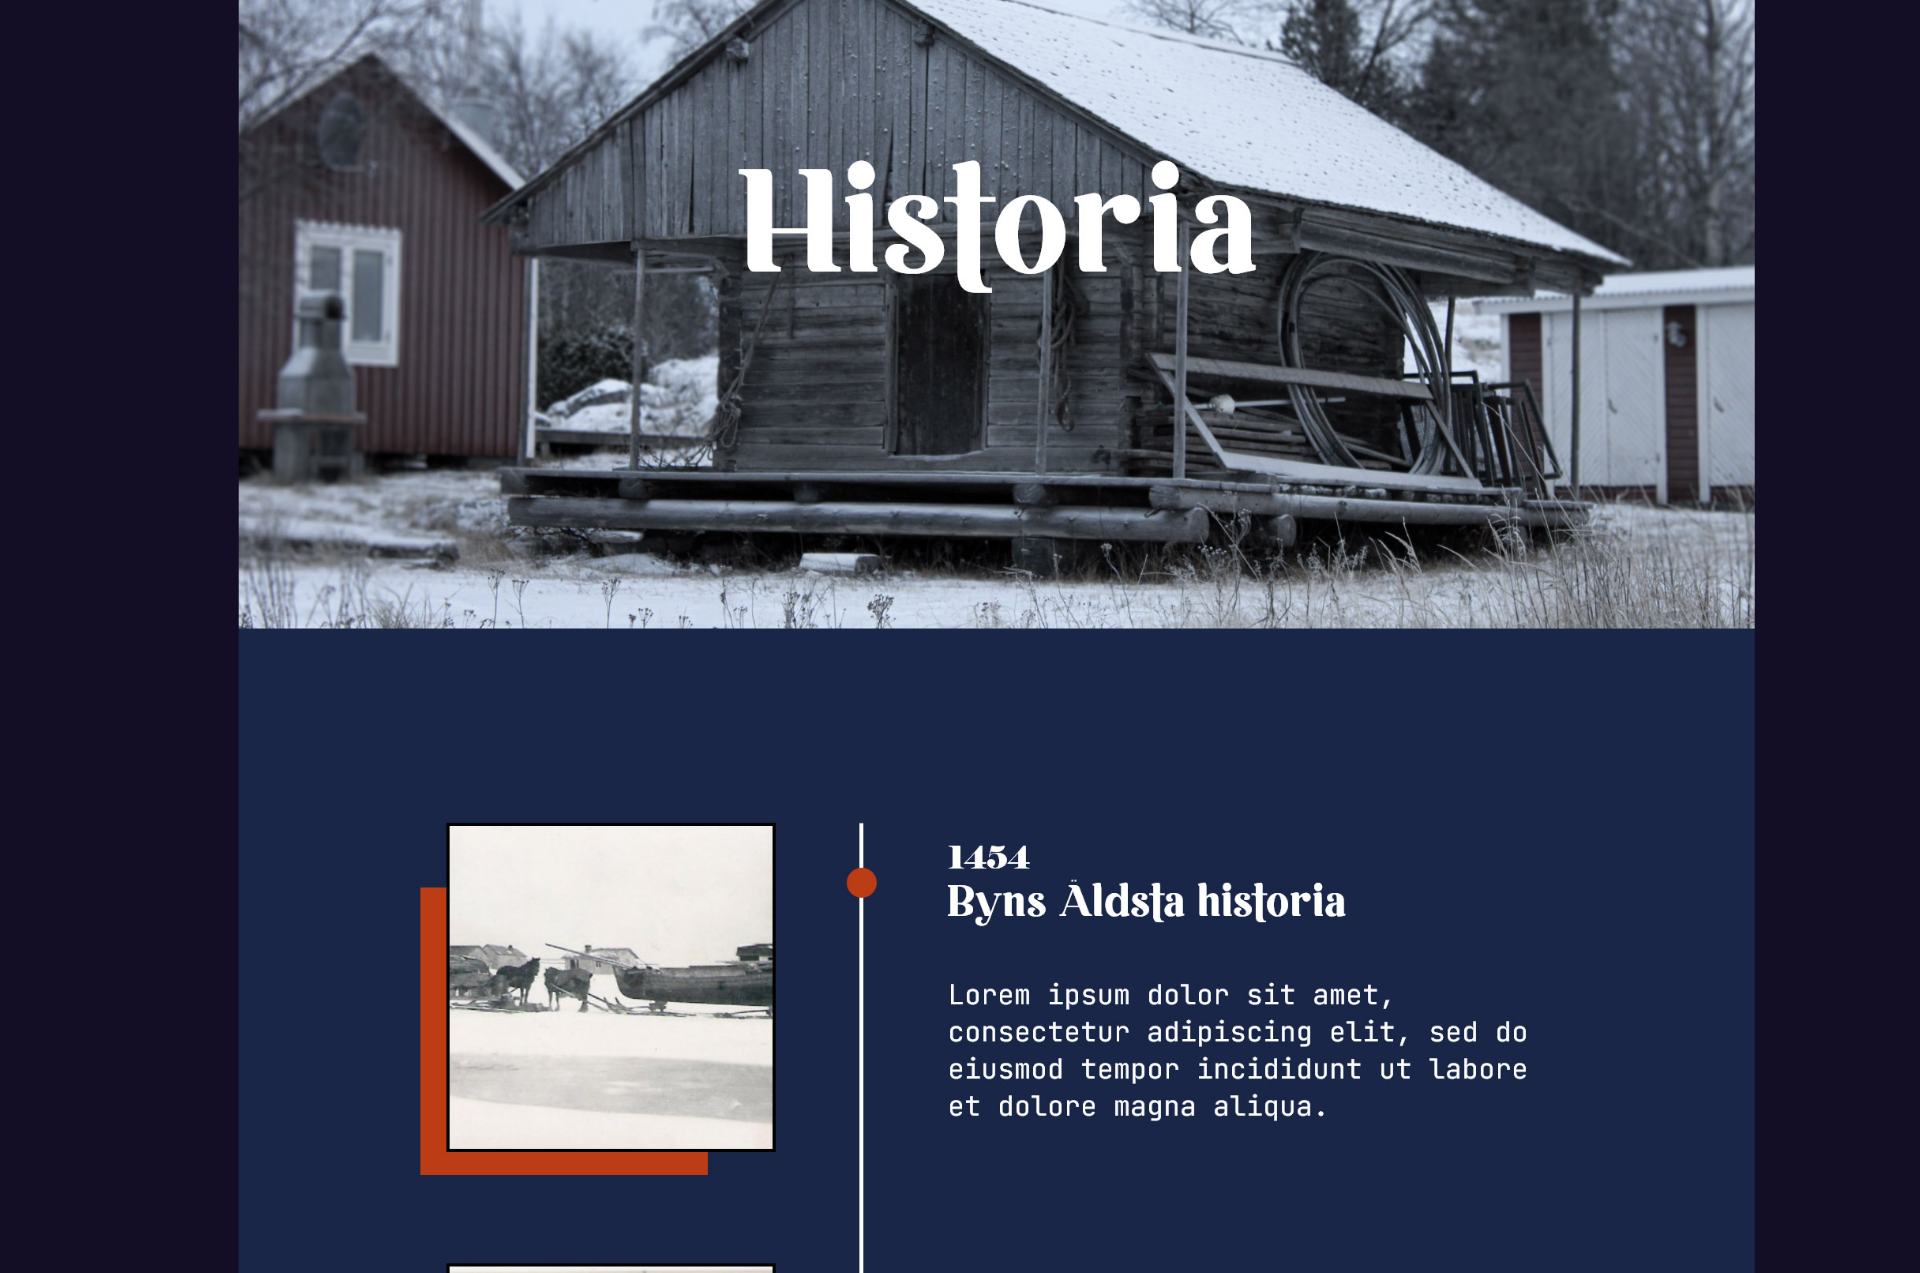 Historia
1454
Byns Äldsta historia
Lorem ipsum dolor sit amet,
consectetur adipiscing elit, sed do
eiusmod tempor incididunt ut labore
et dolore magna aliqua.